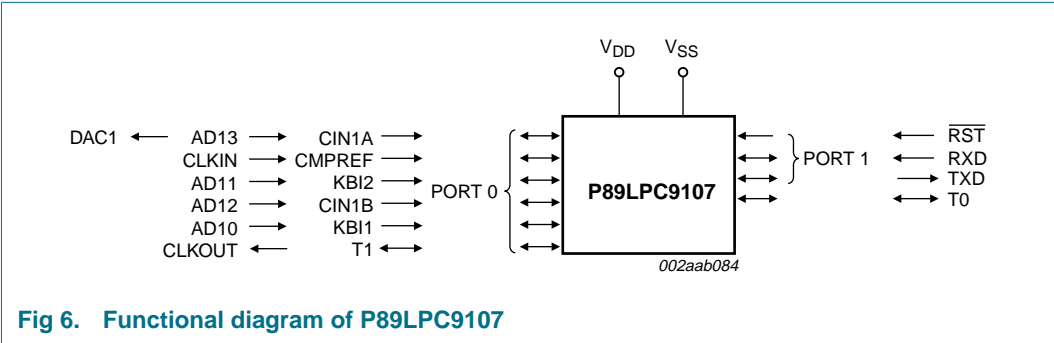 VDD VSS
DAC1 AD13 CIN1A RST
CLKIN CMPREF RXD
AD11 KBI2 PORT 0 P89LPC9107 PORT 1 TXD
AD12 CIN1B T0
AD10 KBI1
CLKOUT T1
002aab084
Fig 6. Functional diagram of P89LPC9107